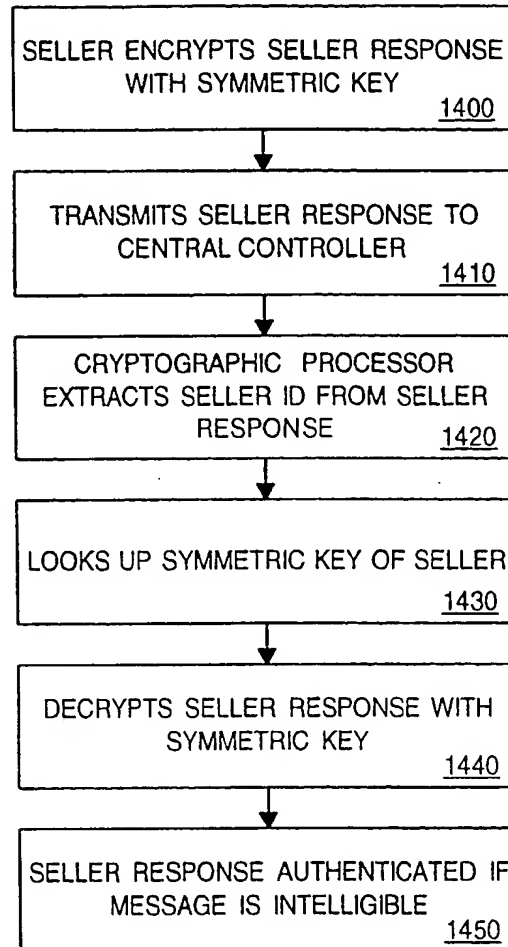 SELLER ENCRYPTS SELLER RESPONSE
WITH SYMMETRIC KEY
1400
TRANSMITS SELLER RESPONSE TO
CENTRAL CONTROLLER
1410
CRYPTOGRAPHIC PROCESSOR
EXTRACTS SELLER ID FROM SELLER
RESPONSE
1420
LOOKS UP SYMMETRIC KEY OF SELLER
1430
DECRYPTS SELLER RESPONSE WITH
SYMMETRIC KEY
1440
SELLER RESPONSE AUTHENTICATED IF
MESSAGE IS INTELLIGIBLE
1450